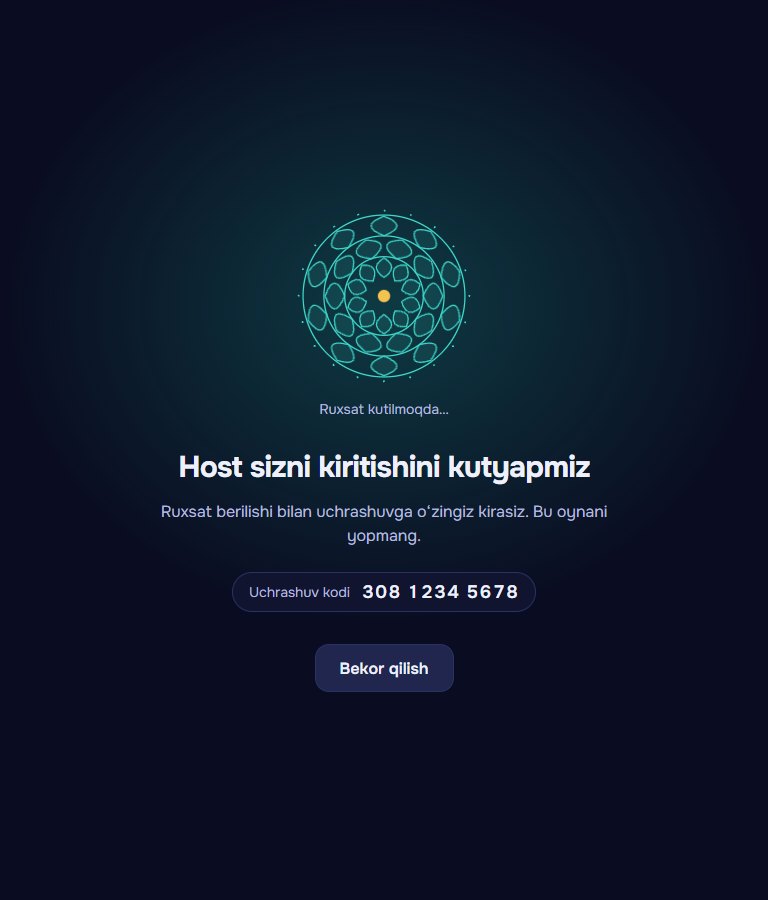 Ruxsat kutilmoqda…
Host sizni kiritishini kutyapmiz
Ruxsat berilishi bilan uchrashuvga oʻzingiz kirasiz. Bu oynani
yopmang.
Uchrashuv kodi 308 1234 5678
Bekor qilish